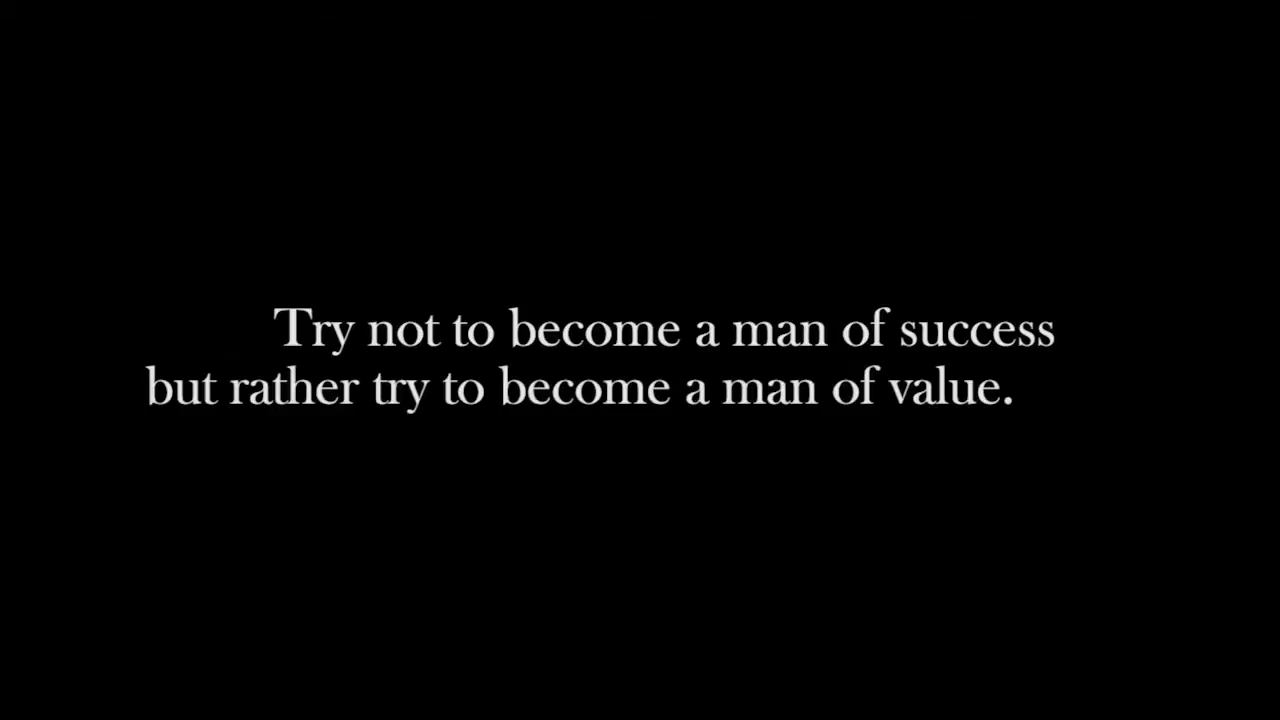 Try not to become a man of success
but rather try to become a man of value.